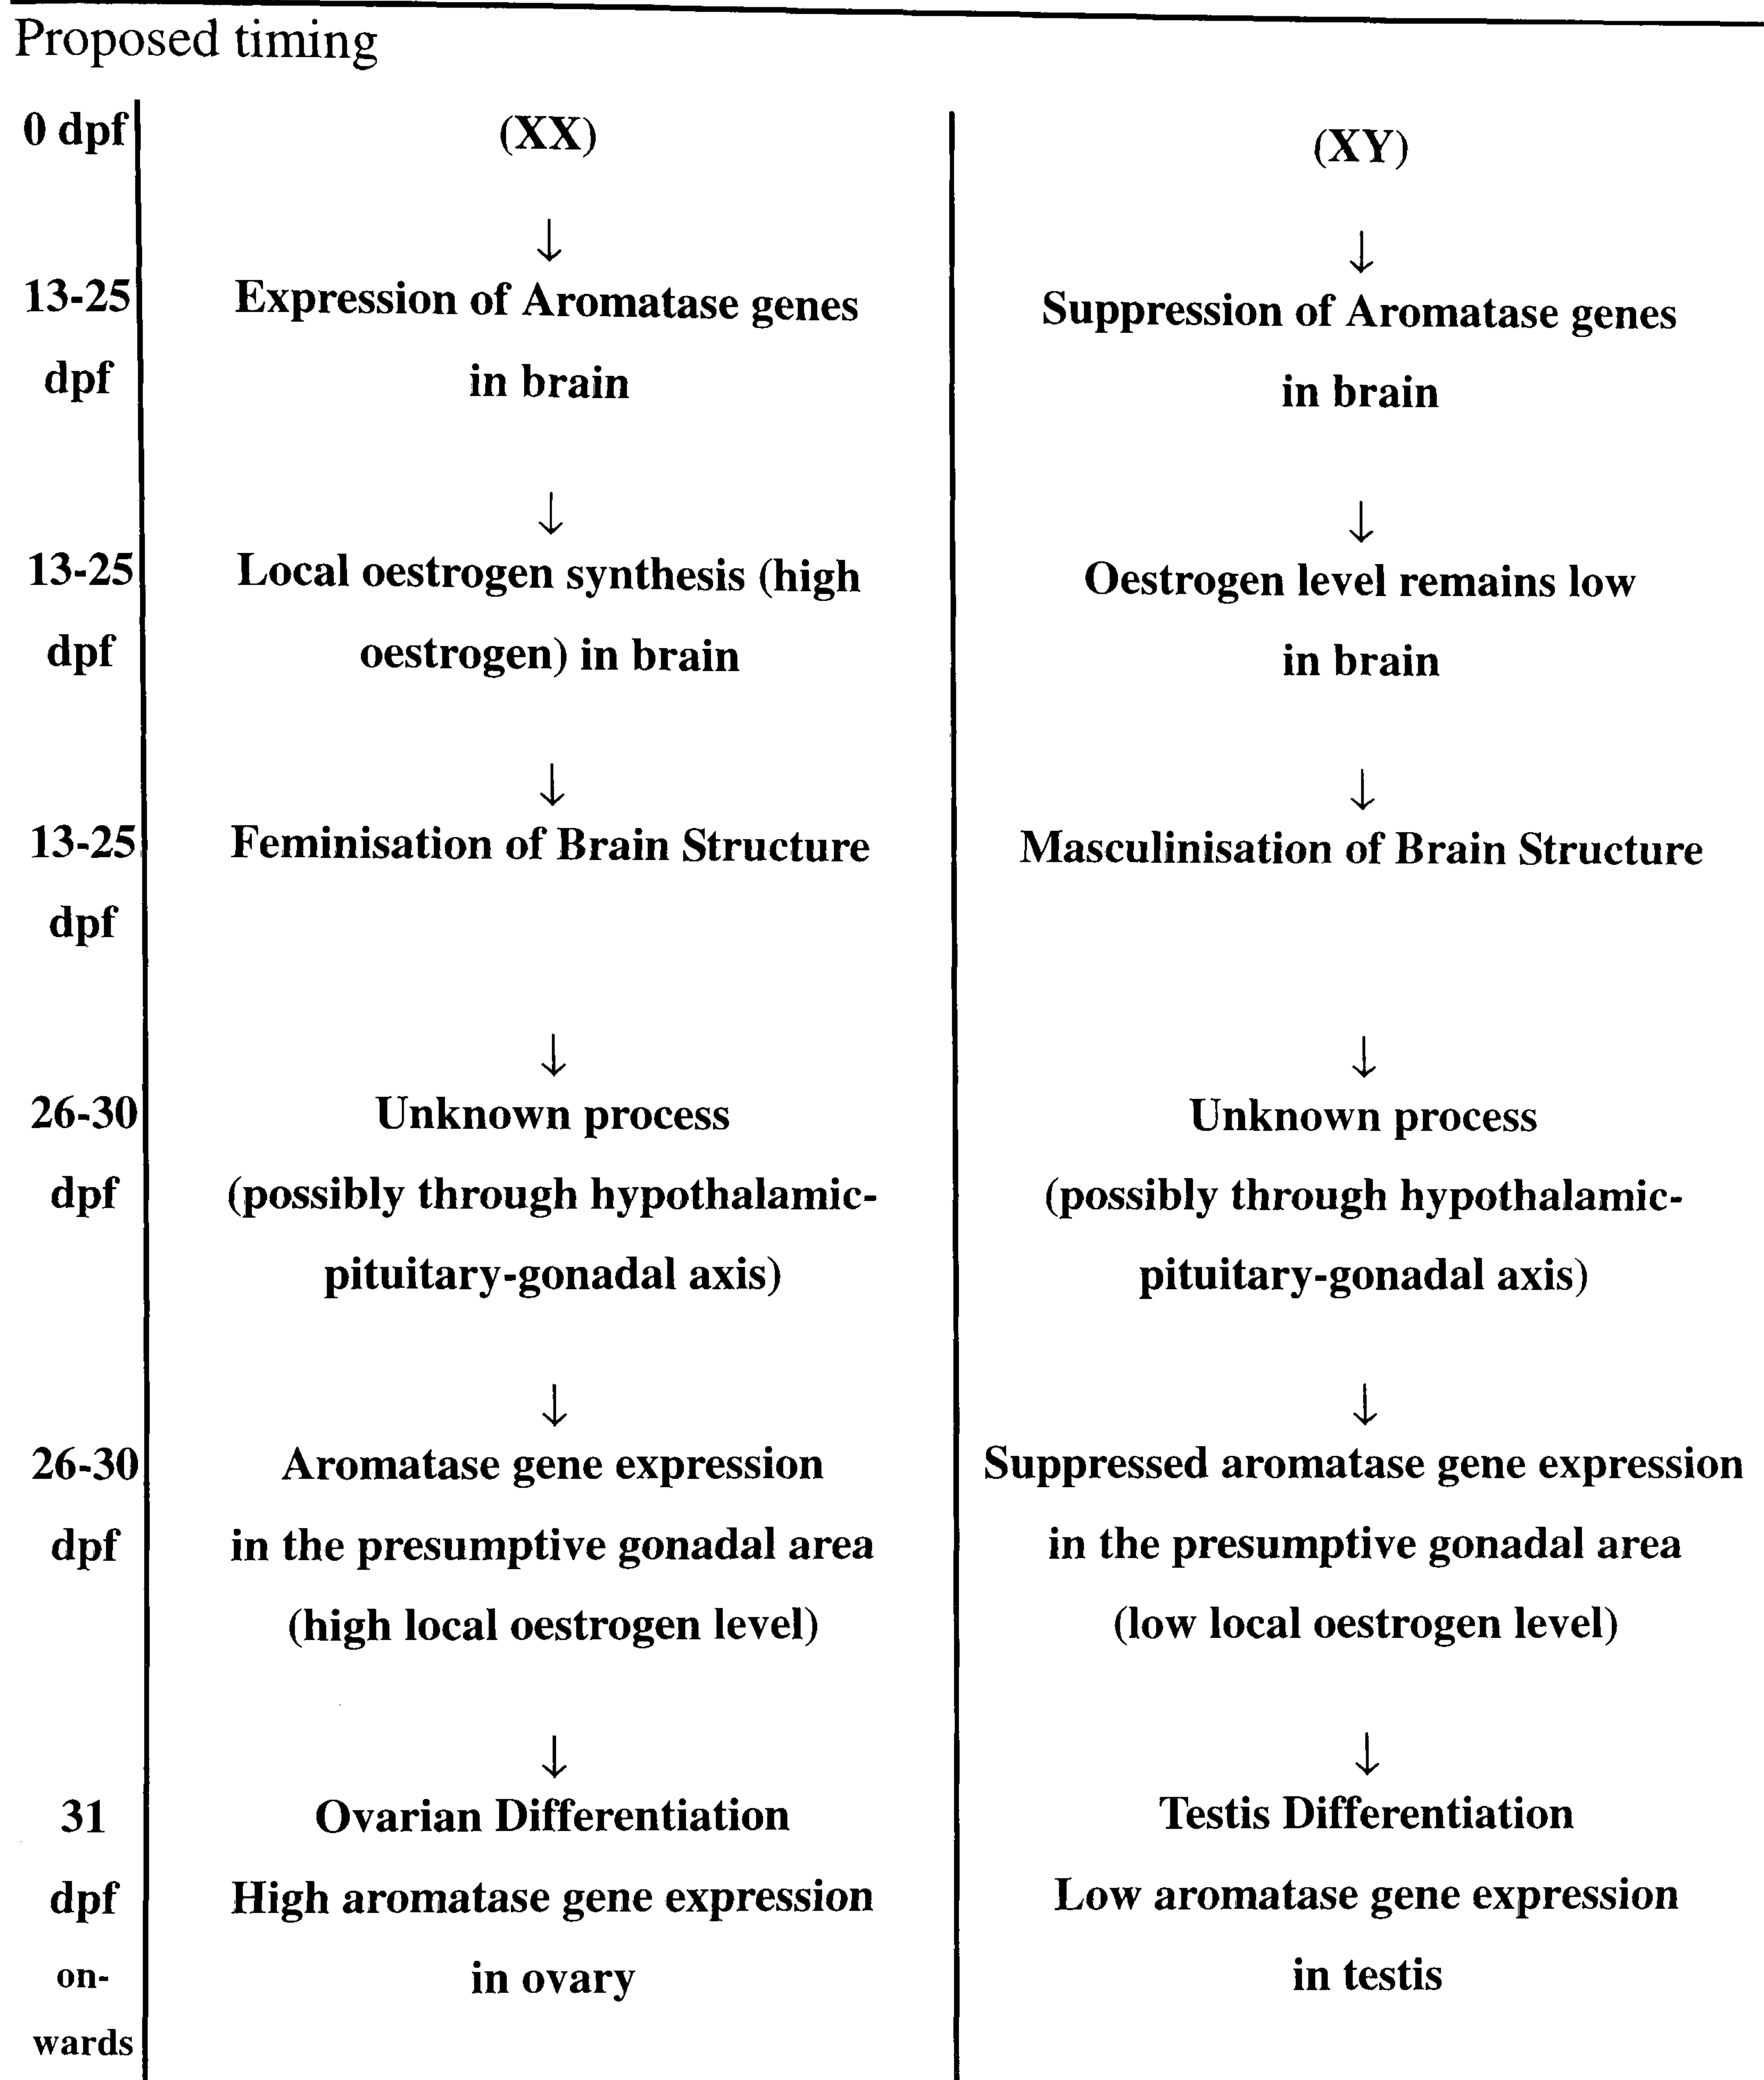 Proposed timing
0 dpf (XX) (XY)
↓ ↓
13-25 Expression of Aromatase genes Suppression of Aromatase genes
dpf in brain in brain
↓ ↓
13-25 Local oestrogen synthesis (high Oestrogen level remains low
dpf oestrogen) in brain in brain
↓ ↓
13-25 Feminisation of Brain Structure Masculinisation of Brain Structure
dpf
↓ ↓
26-30 Unknown process Unknown process
dpf (possibly through hypothalamic- (possibly through hypothalamic-
pituitary-gonadal axis) pituitary-gonadal axis)
↓ ↓
26-30 Aromatase gene expression Suppressed aromatase gene expression
dpf in the presumptive gonadal area in the presumptive gonadal area
(high local oestrogen level) (low local oestrogen level)
↓ ↓
31 Ovarian Differentiation Testis Differentiation
dpf High aromatase gene expression Low aromatase gene expression
on- in ovary in testis
wards